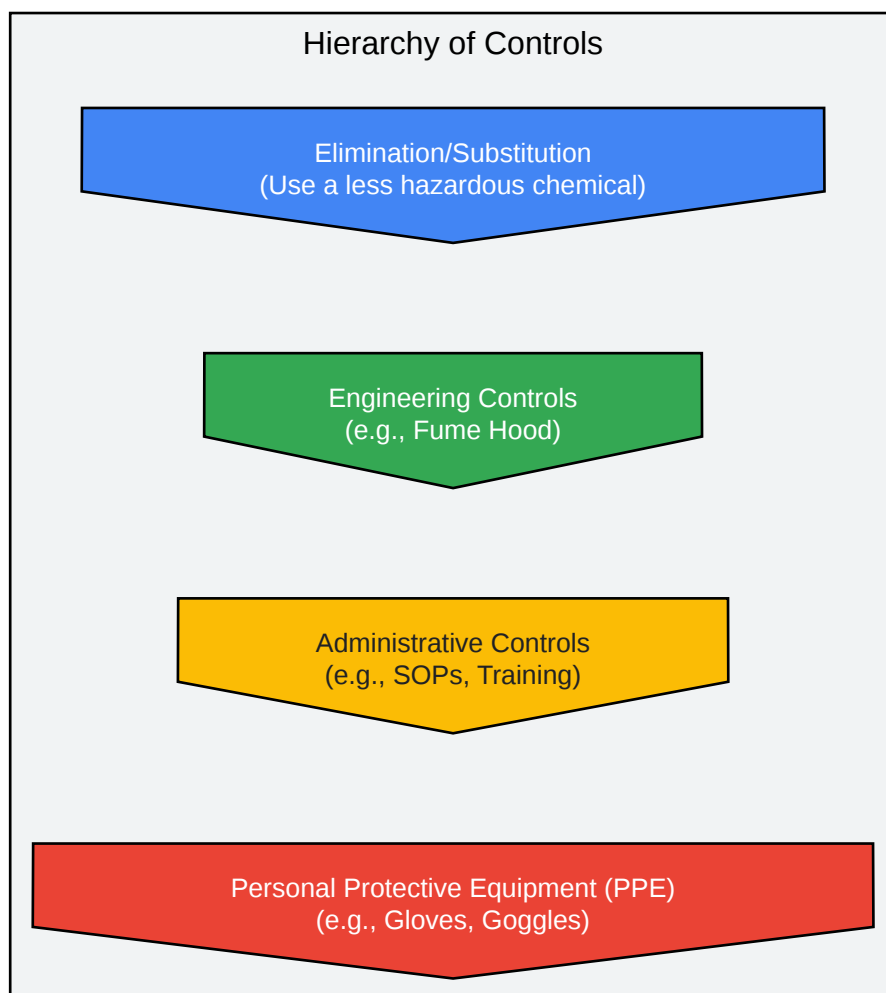 Hierarchy of Controls
Elimination/Substitution
(Use a less hazardous chemical)
Engineering Controls
(e.g., Fume Hood)
Administrative Controls
(e.g., SOPs, Training)
Personal Protective Equipment (PPE)
(e.g., Gloves, Goggles)